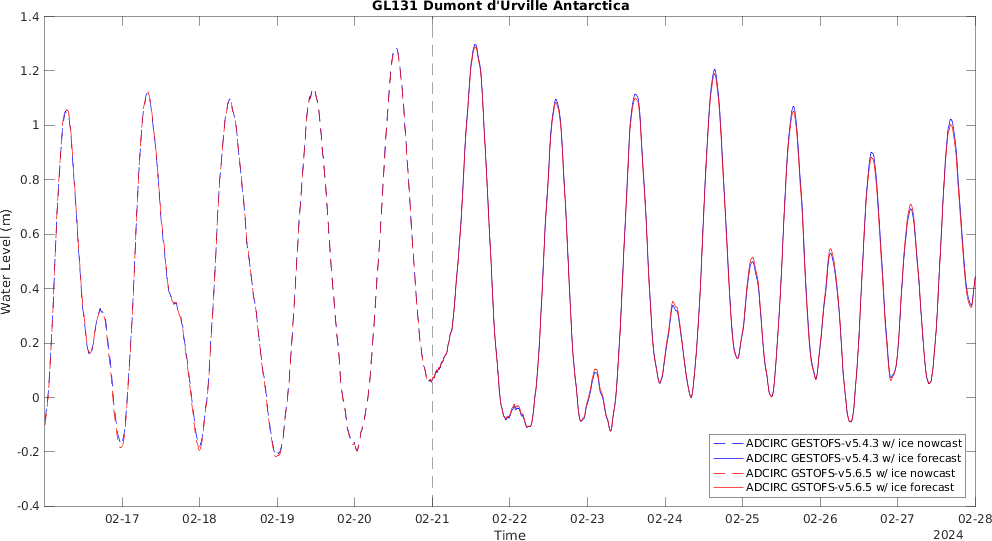 GL131 Dumont d'Urville Antarctica
1.4
1.2
1
0.8
0.6
0.4
0.2
0
-0.2
-0.4
Water Level (m)
ADCIRC GESTOFS-v5.4.3 w/ ice nowcast
ADCIRC GESTOFS-v5.4.3 w/ ice forecast
ADCIRC GSTOFS-v5.6.5 w/ ice nowcast
ADCIRC GSTOFS-v5.6.5 w/ ice forecast
02-17 02-18 02-19 02-20 02-21 02-22 02-23 02-24 02-25 02-26 02-27 02-28
Time
2024